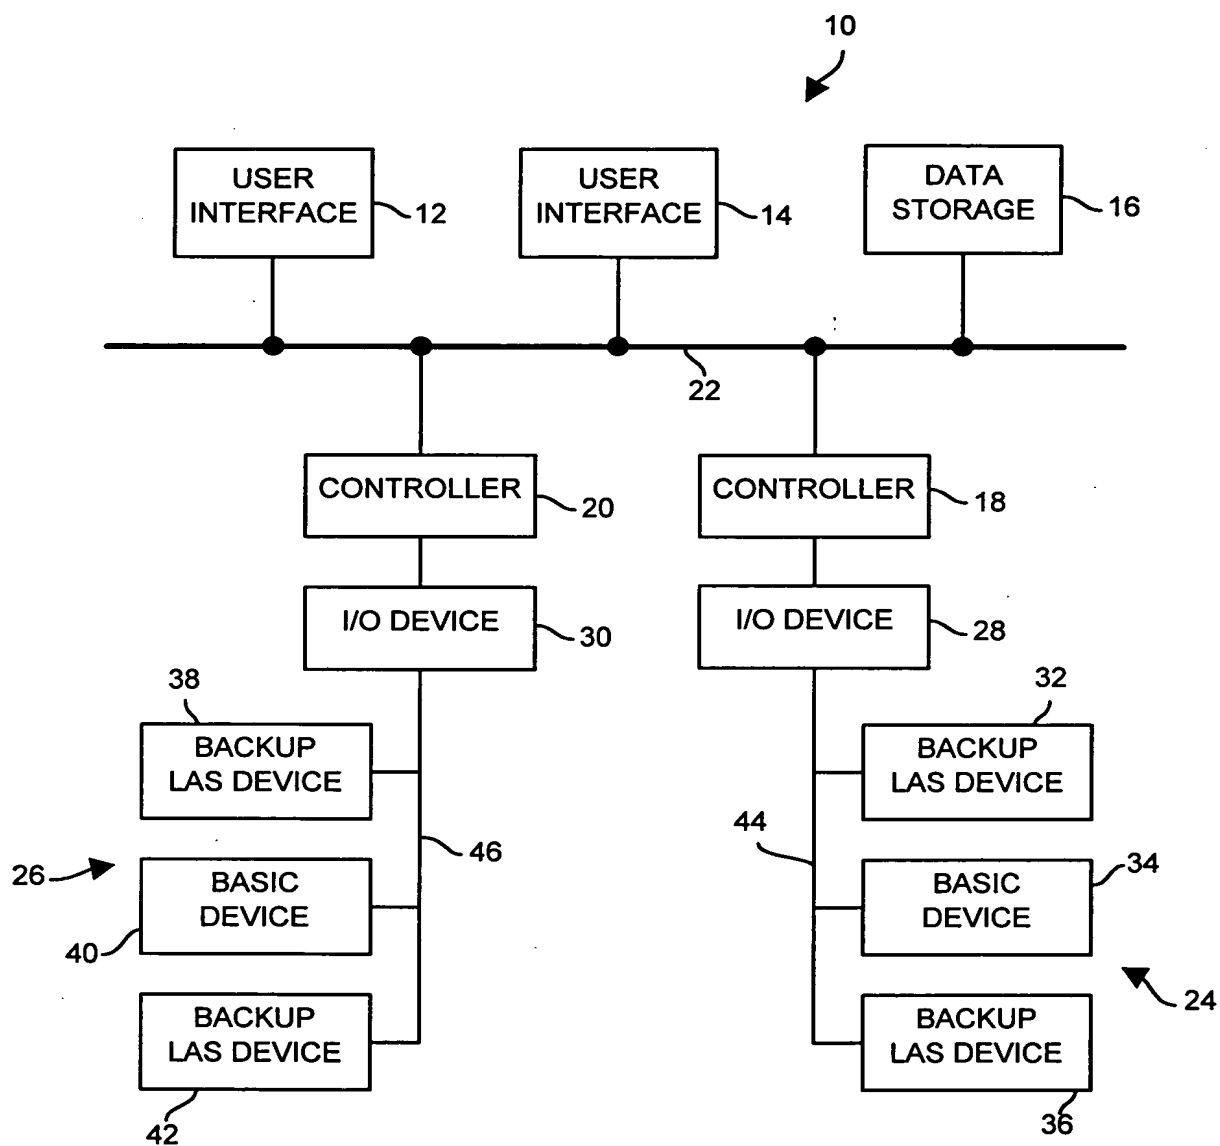 10
USER
INTERFACE
12
USER
INTERFACE
14
DATA
STORAGE
16
22
CONTROLLER
20
CONTROLLER
18
I/O DEVICE
30
I/O DEVICE
28
38
BACKUP
LAS DEVICE
32
BACKUP
LAS DEVICE
46
44
26
BASIC
DEVICE
40
BASIC
DEVICE
34
24
BACKUP
LAS DEVICE
42
BACKUP
LAS DEVICE
36